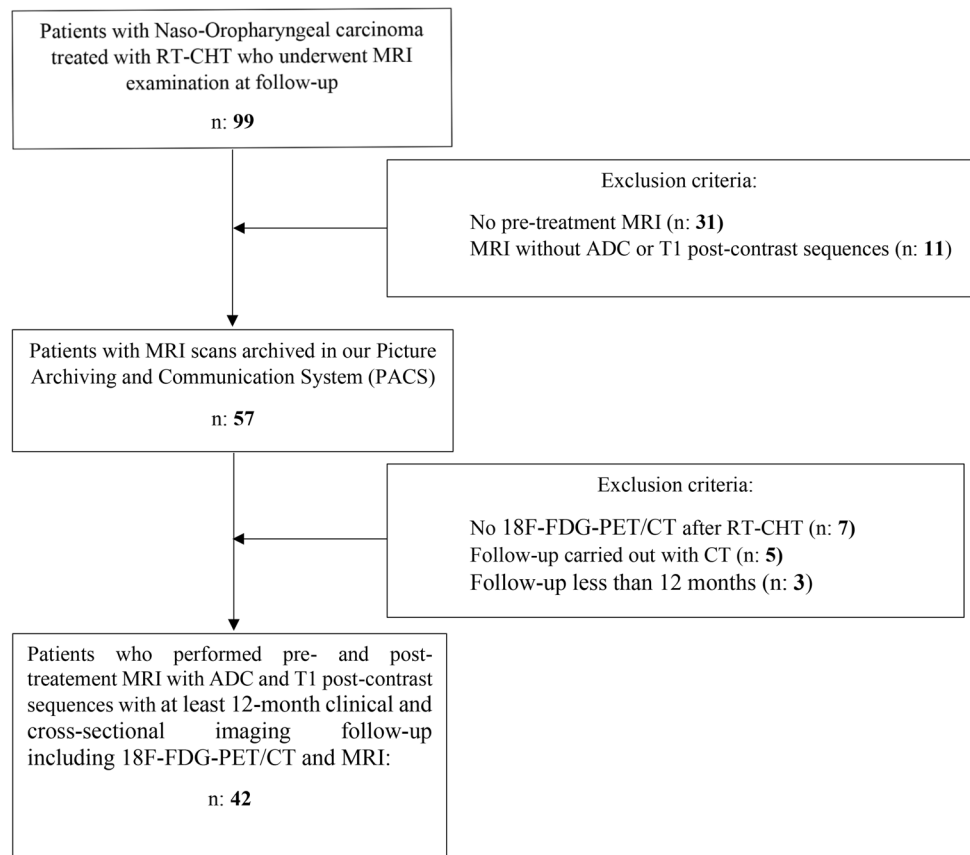 Patients with Naso-Oropharyngeal carcinoma
treated with RT-CHT who underwent MRI
examination at follow-up
n: 99
Exclusion criteria:
No pre-treatment MRI (n: 31)
MRI without ADC or T1 post-contrast sequences (n: 11)
Patients with MRI scans archived in our Picture
Archiving and Communication System (PACS)
n: 57
Exclusion criteria:
No 18F-FDG-PET/CT after RT-CHT (n: 7)
Follow-up carried out with CT (n: 5)
Follow-up less than 12 months (n: 3)
Patients who performed pre- and post-
treatement MRI with ADC and T1 post-contrast
sequences with at least 12-month clinical and
cross-sectional imaging follow-up
including 18F-FDG-PET/CT and MRI:
n: 42